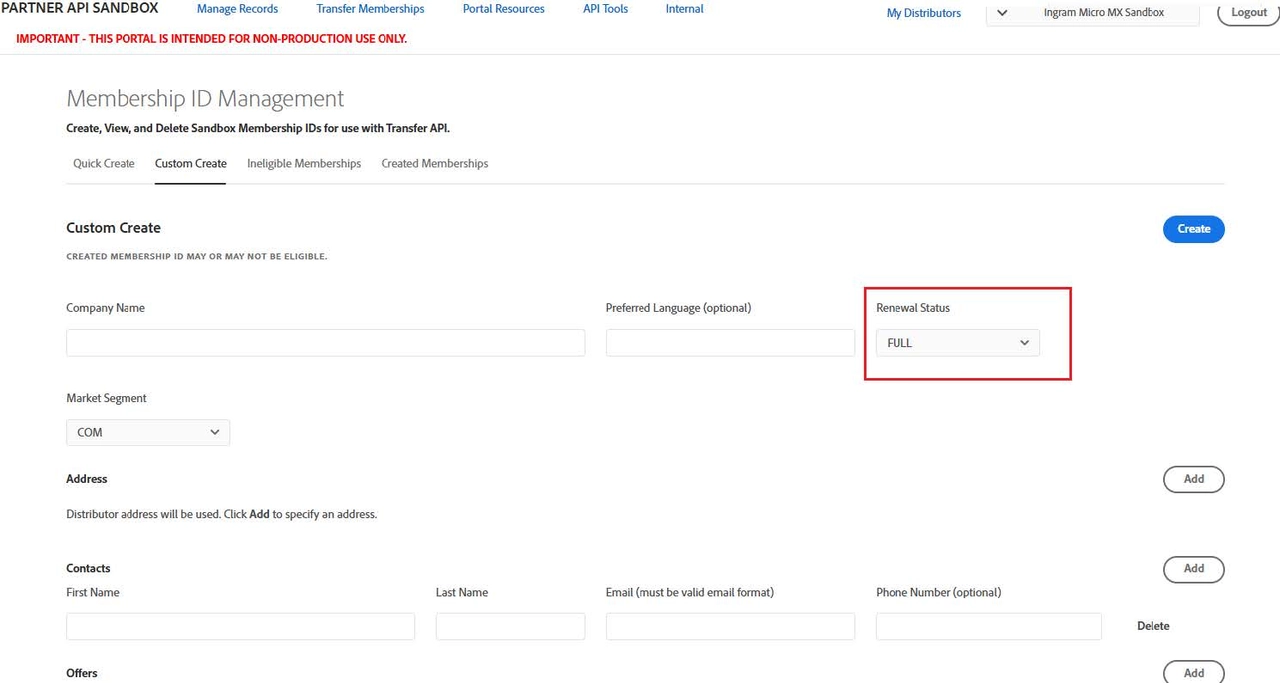 PARTNER API SANDBOX Manage Records Transfer Memberships Portal Resources API Tools Internal My Distributors Ingram Micro MX Sandbox Logout
IMPORTANT - THIS PORTAL IS INTENDED FOR NON-PRODUCTION USE ONLY.
Membership ID Management
Create, View, and Delete Sandbox Membership IDs for use with Transfer API.
Quick Create Custom Create Ineligible Memberships Created Memberships
Custom Create Create
CREATED MEMBERSHIP ID MAY OR MAY NOT BE ELIGIBLE.
Company Name Preferred Language (optional) Renewal Status
FULL
Market Segment
COM
Address Add
Distributor address will be used. Click Add to specify an address.
Contacts Add
First Name Last Name Email (must be valid email format) Phone Number (optional)
Delete
Offers Add